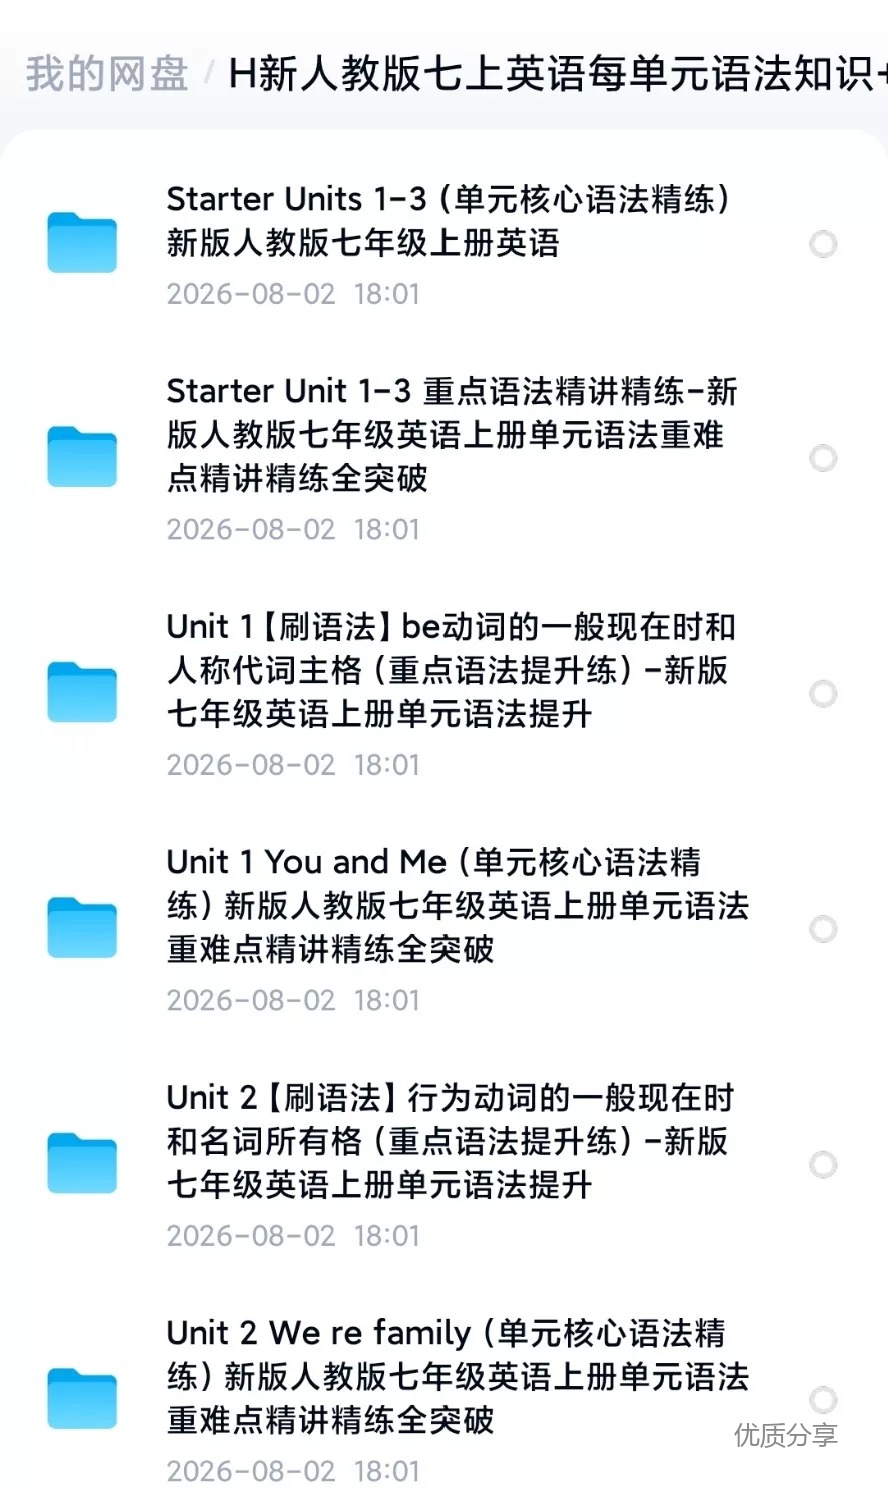 我的网盘 / H新人教版七上英语每单元语法知识+
Starter Units 1-3（单元核心语法精练）
新版人教版七年级上册英语
2026-08-02 18:01
Starter Unit 1-3 重点语法精讲精练-新
版人教版七年级英语上册单元语法重难
点精讲精练全突破
2026-08-02 18:01
Unit 1【刷语法】be动词的一般现在时和
人称代词主格（重点语法提升练）-新版
七年级英语上册单元语法提升
2026-08-02 18:01
Unit 1 You and Me（单元核心语法精
练）新版人教版七年级英语上册单元语法
重难点精讲精练全突破
2026-08-02 18:01
Unit 2【刷语法】行为动词的一般现在时
和名词所有格（重点语法提升练）-新版
七年级英语上册单元语法提升
2026-08-02 18:01
Unit 2 We re family（单元核心语法精
练）新版人教版七年级英语上册单元语法
重难点精讲精练全突破
优质分享
2026-08-02 18:01